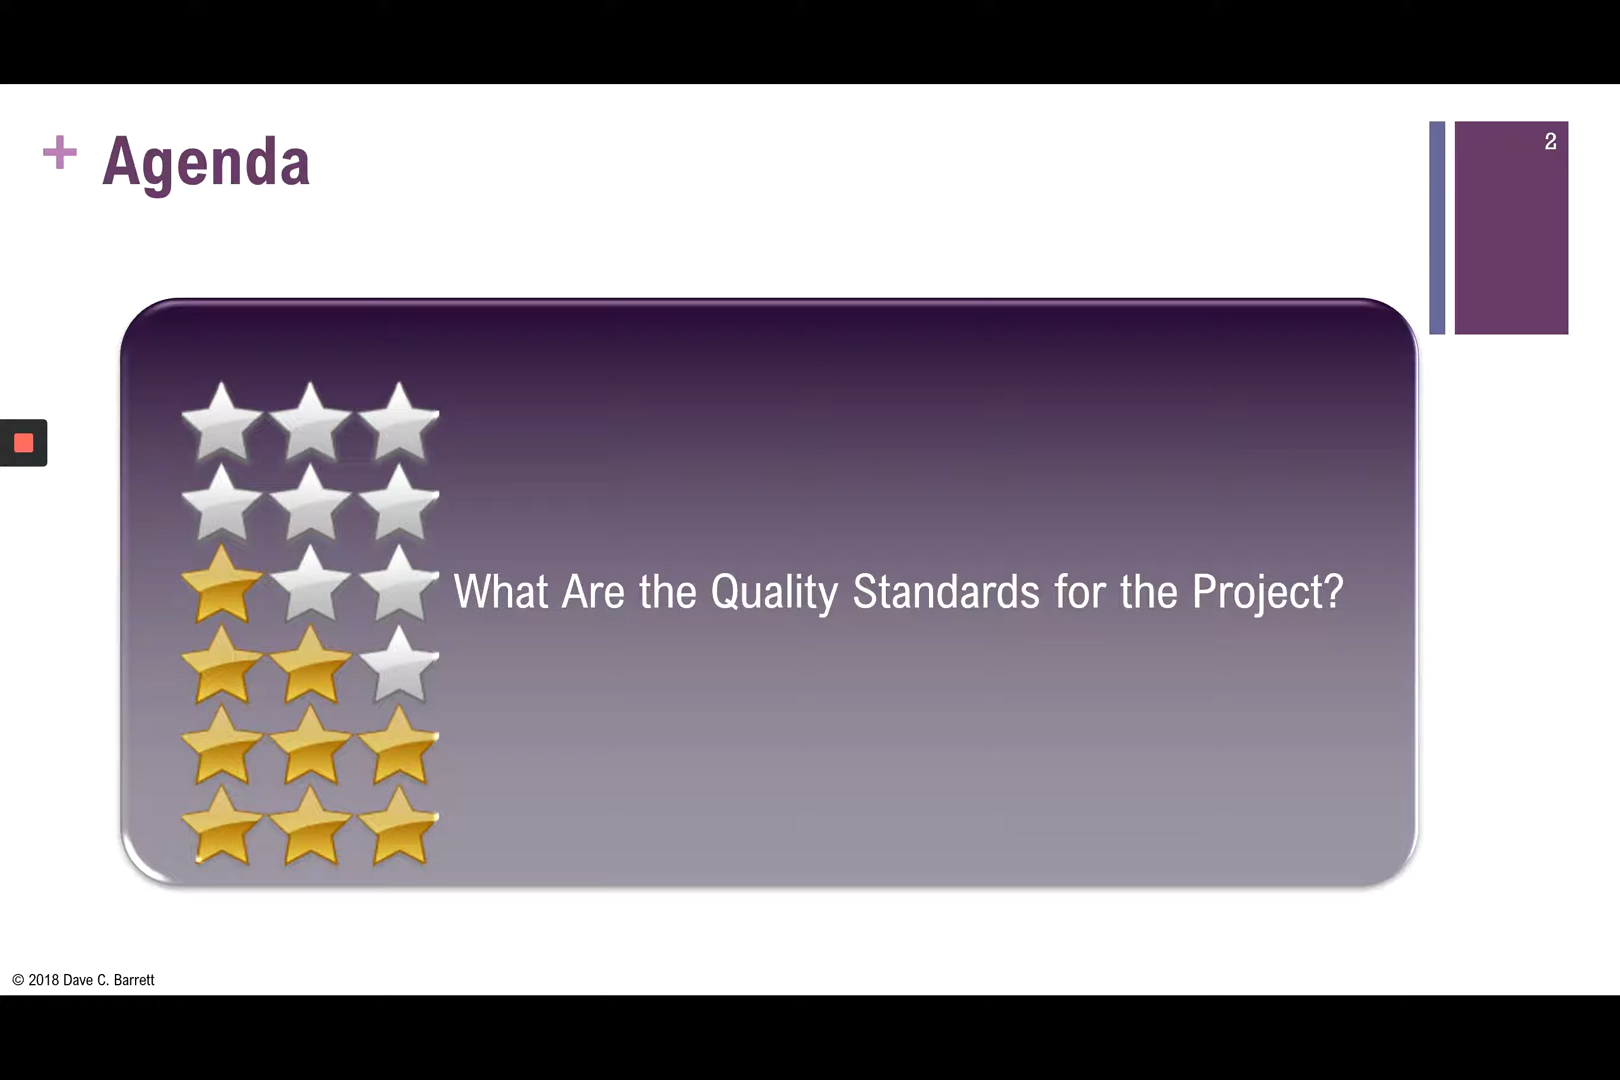 + Agenda
2
What Are the Quality Standards for the Project?
© 2018 Dave C. Barrett